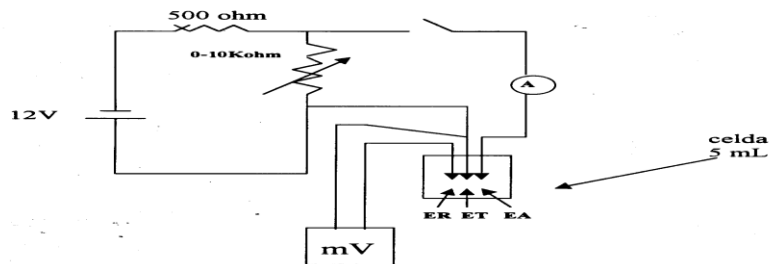 500 ohm
0-10Kohm
A
12V
celda
5 mL
ER ET EA
mV